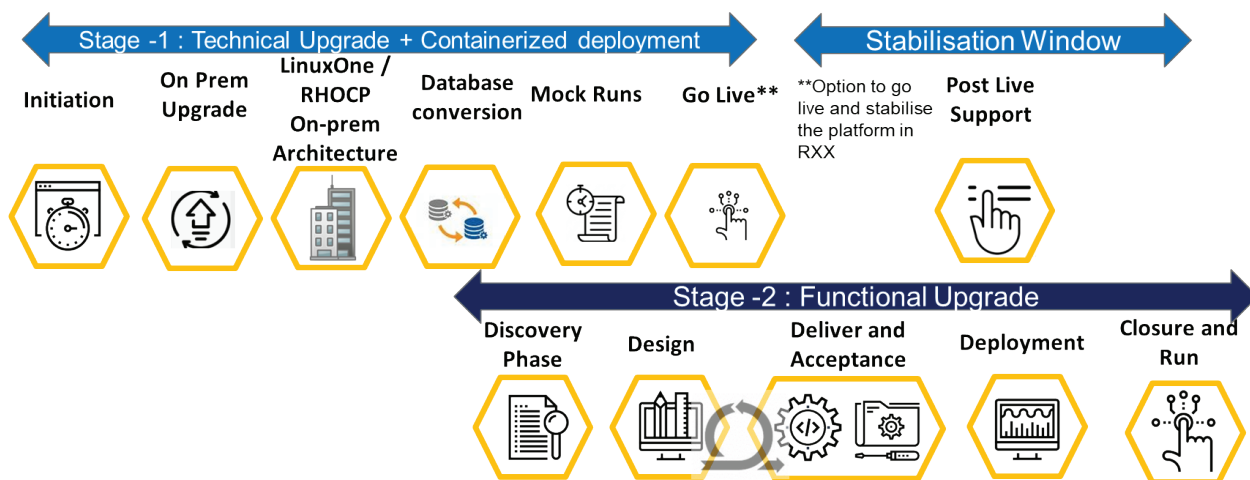 Stage -1 : Technical Upgrade + Containerized deployment
Stabilisation Window
Initiation
On Prem
Upgrade
LinuxOne /
RHOCP
On-prem
Architecture
Database
conversion
Mock Runs
Go Live**
**Option to go
live and stabilise
the platform in
RXX
Post Live
Support
Stage -2 : Functional Upgrade
Discovery
Phase
Design
Deliver and
Acceptance
Deployment
Closure and
Run